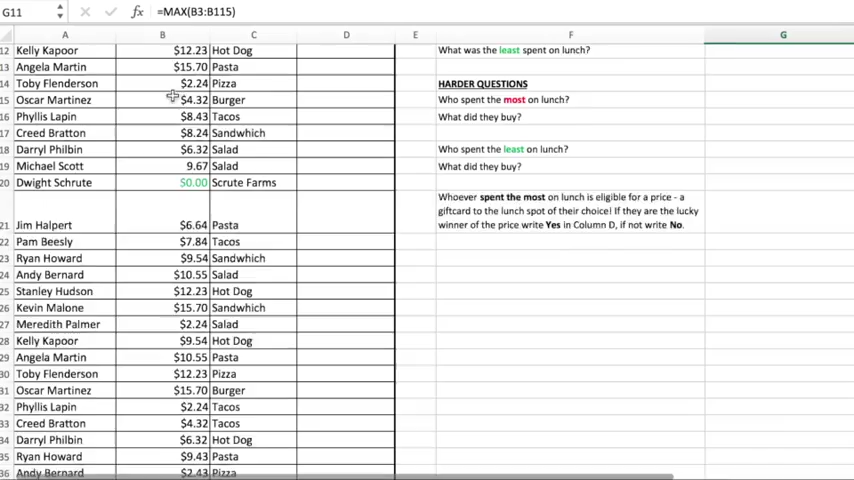 G11 fx =MAX(B3:B115)
A B C D E F G
12 Kelly Kapoor $12.23 Hot Dog What was the least spent on lunch?
13 Angela Martin $15.70 Pasta
14 Toby Flenderson $2.24 Pizza HARDER QUESTIONS
15 Oscar Martinez $4.32 Burger Who spent the most on lunch?
16 Phyllis Lapin $8.43 Tacos What did they buy?
17 Creed Bratton $8.24 Sandwich
18 Darryl Philbin $6.32 Salad Who spent the least on lunch?
19 Michael Scott 9.67 Salad What did they buy?
20 Dwight Schrute $0.00 Scrute Farms
Whoever spent the most on lunch is eligible for a price - a
giftcard to the lunch spot of their choice! If they are the lucky
winner of the price write Yes in Column D, if not write No.
21 Jim Halpert $6.64 Pasta
22 Pam Beesly $7.84 Tacos
23 Ryan Howard $9.54 Sandwhich
24 Andy Bernard $10.55 Salad
25 Stanley Hudson $12.23 Hot Dog
26 Kevin Malone $15.70 Sandwhich
27 Meredith Palmer $2.24 Salad
28 Kelly Kapoor $9.54 Hot Dog
29 Angela Martin $10.55 Pasta
30 Toby Flenderson $12.23 Pizza
31 Oscar Martinez $15.70 Burger
32 Phyllis Lapin $2.24 Tacos
33 Creed Bratton $4.32 Tacos
34 Darryl Philbin $6.32 Hot Dog
35 Ryan Howard $9.43 Pasta
36 Andy Bernard $2.43 Pizza